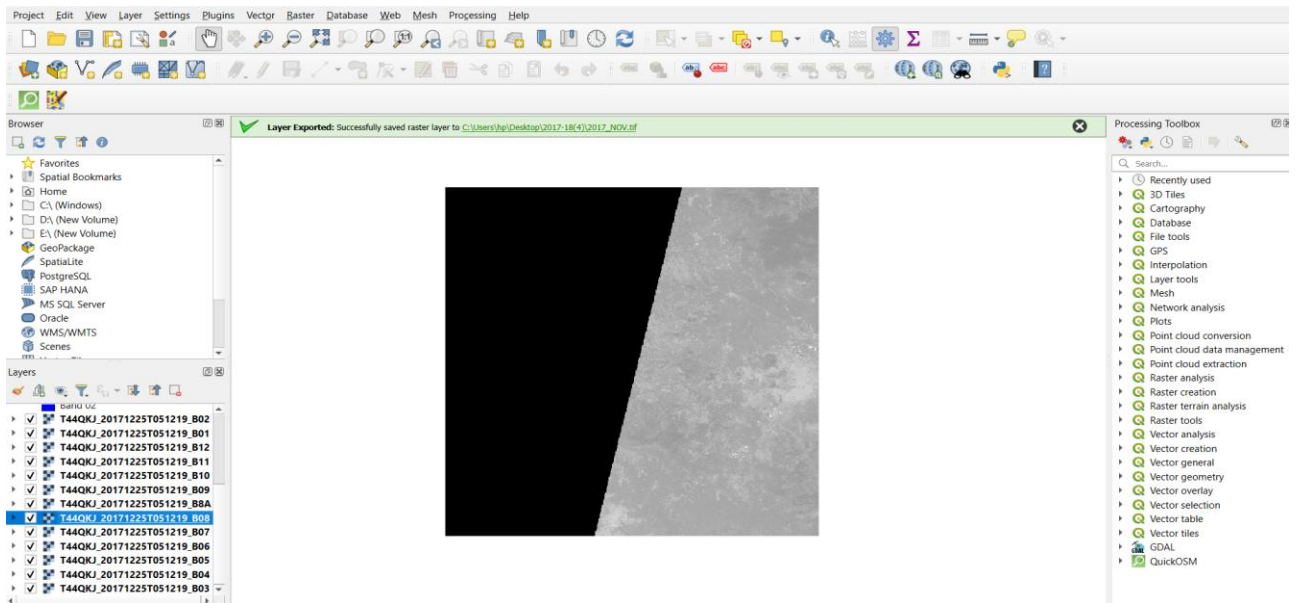 Project Edit View Layer Settings Plugins Vector Raster Database Web Mesh Processing Help
Browser
Favorites
Spatial Bookmarks
Home
C:\ (Windows)
D:\ (New Volume)
E:\ (New Volume)
GeoPackage
SpatiaLite
PostgreSQL
SAP HANA
MS SQL Server
Oracle
WMS/WMTS
Scenes
Layers
Band 02
T44QKJ_20171225T051219_B02
T44QKJ_20171225T051219_B01
T44QKJ_20171225T051219_B12
T44QKJ_20171225T051219_B11
T44QKJ_20171225T051219_B10
T44QKJ_20171225T051219_B09
T44QKJ_20171225T051219_B8A
T44QKJ_20171225T051219_B08
T44QKJ_20171225T051219_B07
T44QKJ_20171225T051219_B06
T44QKJ_20171225T051219_B05
T44QKJ_20171225T051219_B04
T44QKJ_20171225T051219_B03
Layer Exported: Successfully saved raster layer to C:\Users\hp\Desktop\2017-18(4)\2017_NOV.tif
Processing Toolbox
Search...
Recently used
3D Tiles
Cartography
Database
File tools
GPS
Interpolation
Layer tools
Mesh
Network analysis
Plots
Point cloud conversion
Point cloud data management
Point cloud extraction
Raster analysis
Raster creation
Raster terrain analysis
Raster tools
Vector analysis
Vector creation
Vector general
Vector geometry
Vector overlay
Vector selection
Vector table
Vector tiles
GDAL
QuickOSM